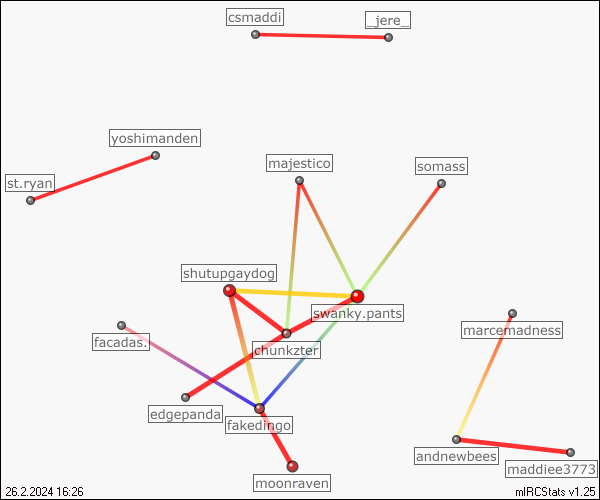 csmaddi
_jere_
yoshimanden
majestico
somass
st.ryan
shutupgaydog
swanky.pants
marcemadness
facadas.
chunkzter
edgepanda
fakedingo
andnewbees
maddiee3773
moonraven
26.2.2024 16:26
mIRCStats v1.25